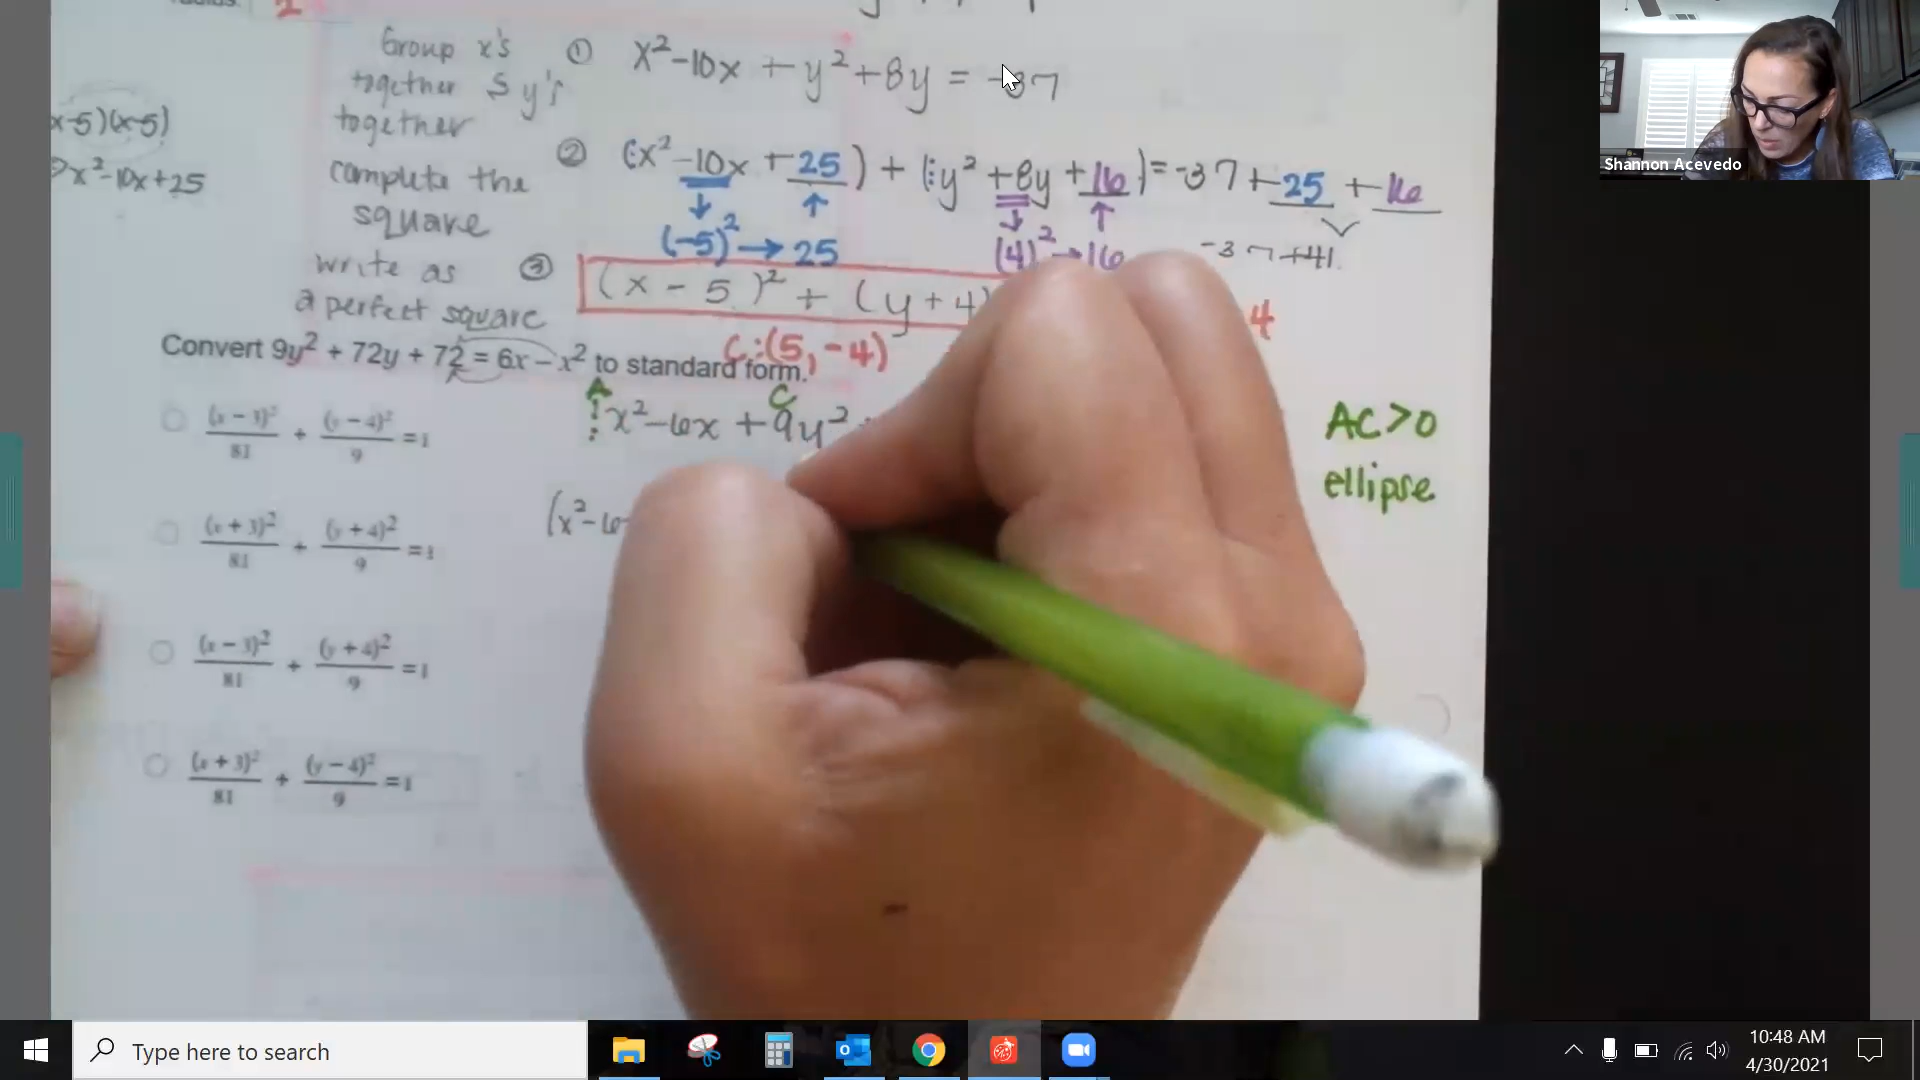 radius.
Group x's
together & y's
together
① x² -10x + y² +8y = -37
(x-5)(x-5)
x²-10x+25
complete the
square
② (x² -10x + 25) + (y² +8y +16) = -37 +25 +16
(-5)² → 25
(4)² → 16
-37+41
write as
a perfect square
③ (x - 5)² + (y + 4)
4
C:(5,-4)
Convert 9y² + 72y + 72 = 6x – x² to standard form.
A
C
x²-6x +9y²
AC>0
ellipse
(x²-6
(x – 3)²/81 + (y – 4)²/9 = 1
(x + 3)²/81 + (y + 4)²/9 = 1
(x – 3)²/81 + (y + 4)²/9 = 1
(x + 3)²/81 + (y – 4)²/9 = 1
Shannon Acevedo
Type here to search
10:48 AM
4/30/2021